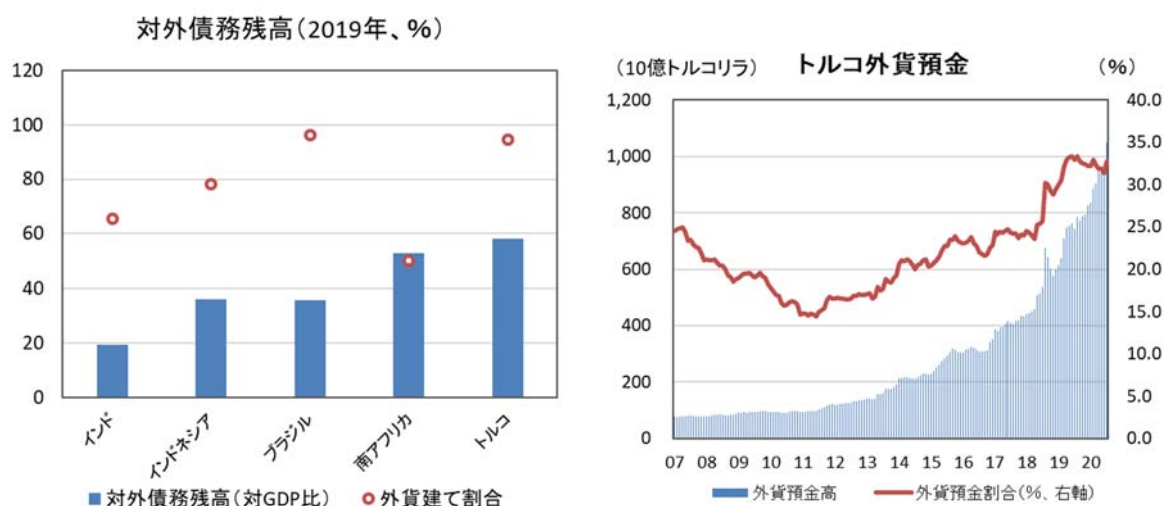 対外債務残高(2019年、%)
120
100
80
60
40
20
0
インド
インドネシア
ブラジル
南アフリカ
トルコ
対外債務残高(対GDP比)
外貨建て割合
(10億トルコリラ)
トルコ外貨預金
(%)
1,200
1,000
800
600
400
200
0
40.0
35.0
30.0
25.0
20.0
15.0
10.0
5.0
0.0
07 08 09 10 11 12 13 14 15 16 17 18 19 20
外貨預金高
外貨預金割合(%、右軸)